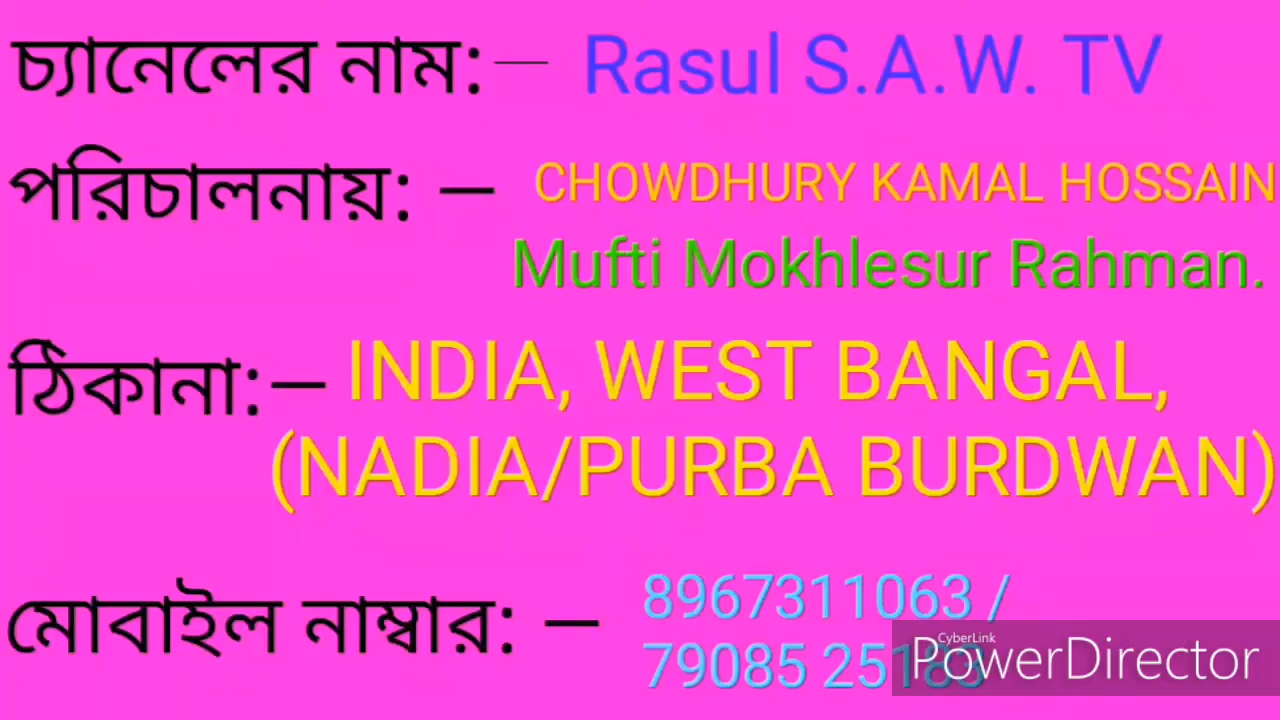 চ্যানেলের নাম:— Rasul S.A.W. TV
পরিচালনায়: — CHOWDHURY KAMAL HOSSAIN
Mufti Mokhlesur Rahman.
ঠিকানা:— INDIA, WEST BANGAL,
(NADIA/PURBA BURDWAN)
মোবাইল নাম্বার: — 8967311063 /
79085 25183
CyberLink
PowerDirector